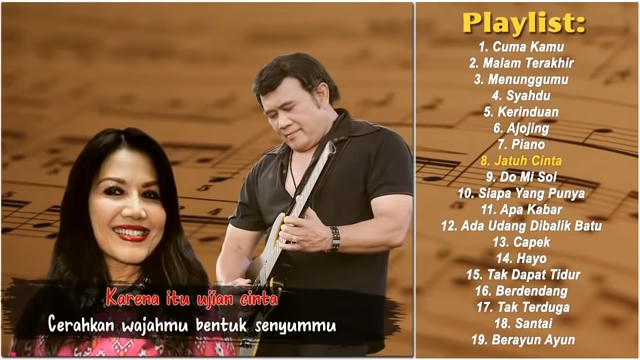 Karena itu ujian cinta
Cerahkan wajahmu bentuk senyummu
Playlist:
1. Cuma Kamu
2. Malam Terakhir
3. Menunggumu
4. Syahdu
5. Kerinduan
6. Ajojing
7. Piano
8. Jatuh Cinta
9. Do Mi Sol
10. Siapa Yang Punya
11. Apa Kabar
12. Ada Udang Dibalik Batu
13. Capek
14. Hayo
15. Tak Dapat Tidur
16. Berdendang
17. Tak Terduga
18. Santai
19. Berayun Ayun